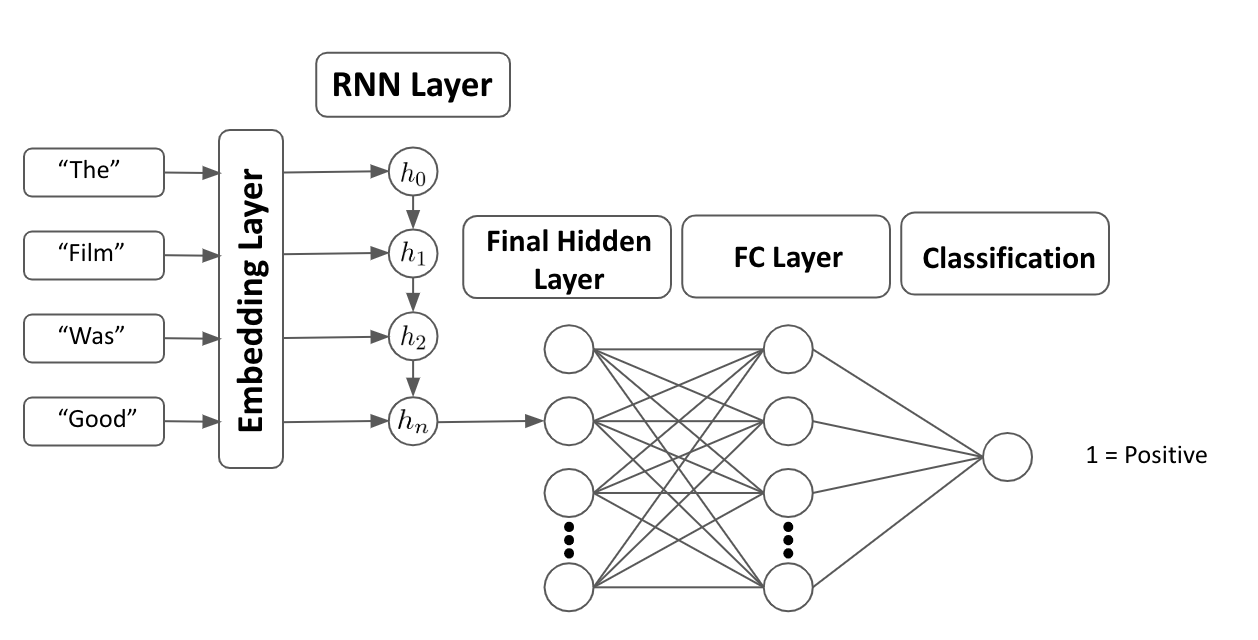 RNN Layer
“The”
“Film”
“Was”
“Good”
Embedding Layer
h0
h1
h2
hn
Final Hidden
Layer
FC Layer
Classification
1 = Positive